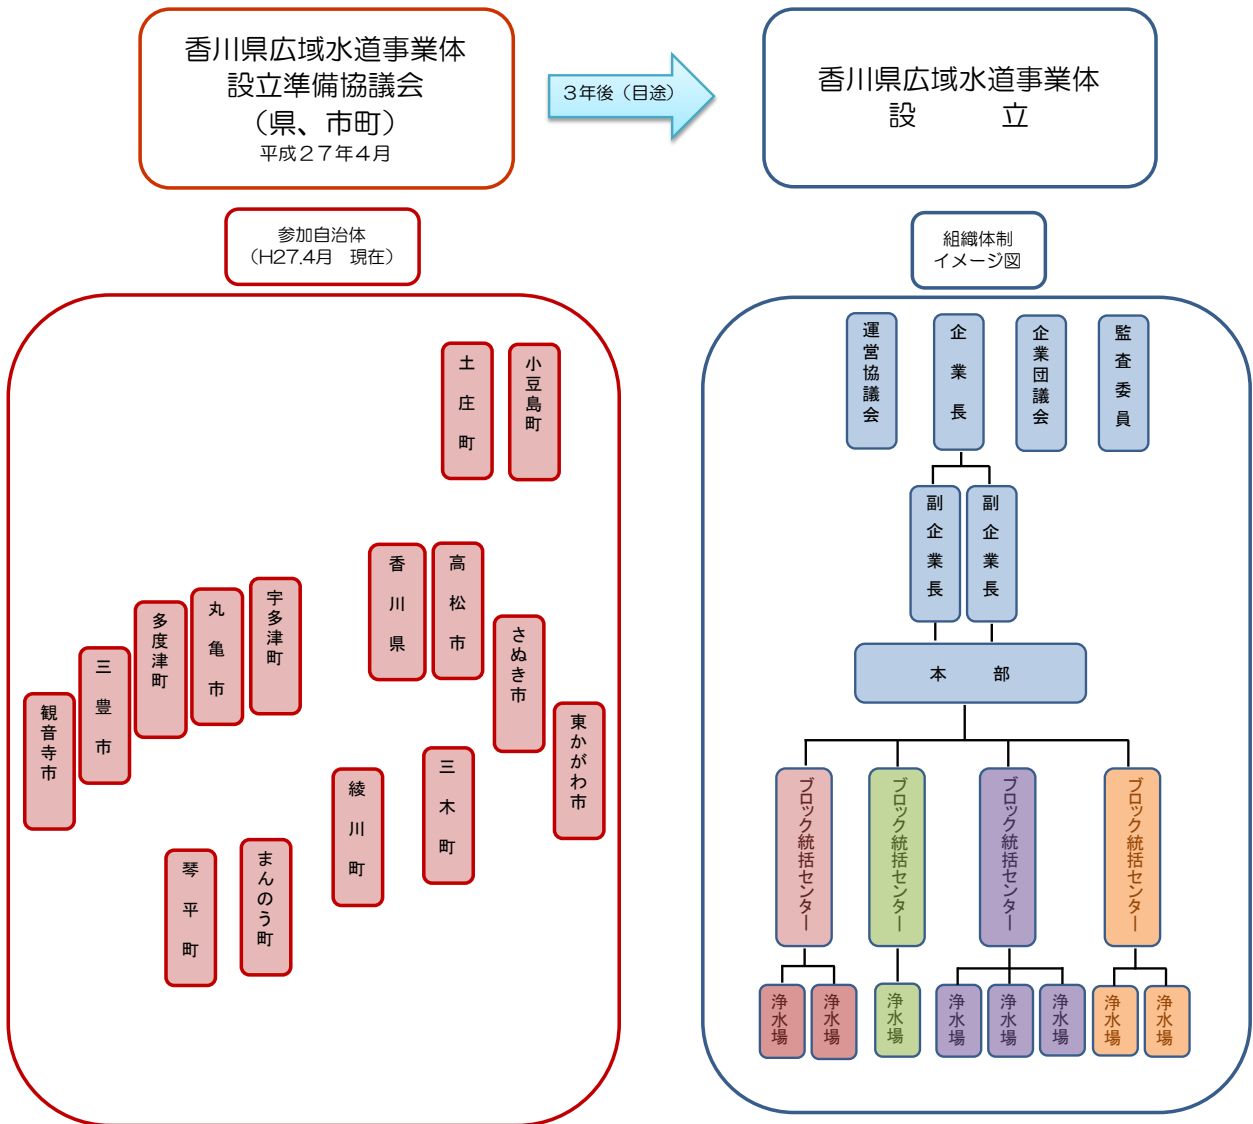 香川県広域水道事業体
設立準備協議会
（県、市町）
平成２７年４月
３年後（目途）
香川県広域水道事業体
設　　　立
参加自治体
（H27.4月　現在）
土庄町
小豆島町
香川県
高松市
宇多津町
丸亀市
多度津町
さぬき市
三豊市
観音寺市
東かがわ市
三木町
綾川町
まんのう町
琴平町
組織体制
イメージ図
運営協議会
企業長
企業団議会
監査委員
副企業長
副企業長
本　　部
ブロック統括センター
ブロック統括センター
ブロック統括センター
ブロック統括センター
浄水場
浄水場
浄水場
浄水場
浄水場
浄水場
浄水場
浄水場